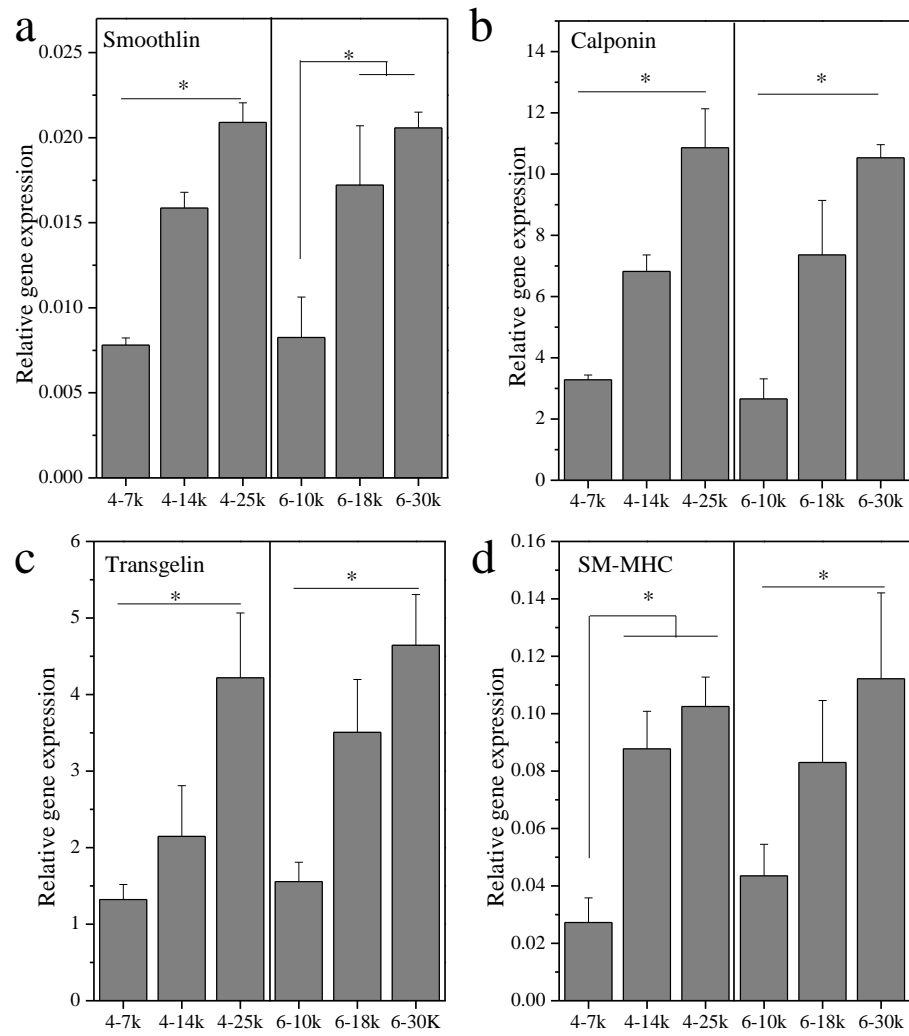 a
Smoothlin
*
*
0.025
0.020
0.015
0.010
0.005
0.000
Relative gene expression
4-7k 4-14k 4-25k 6-10k 6-18k 6-30k
b
Calponin
*
*
14
12
10
8
6
4
2
0
Relative gene expression
4-7k 4-14k 4-25k 6-10k 6-18k 6-30k
c
Transgelin
*
*
6
5
4
3
2
1
0
Relative gene expression
4-7k 4-14k 4-25k 6-10k 6-18k 6-30K
d
SM-MHC
*
*
0.16
0.14
0.12
0.10
0.08
0.06
0.04
0.02
0.00
Relative gene expression
4-7k 4-14k 4-25k 6-10k 6-18k 6-30k